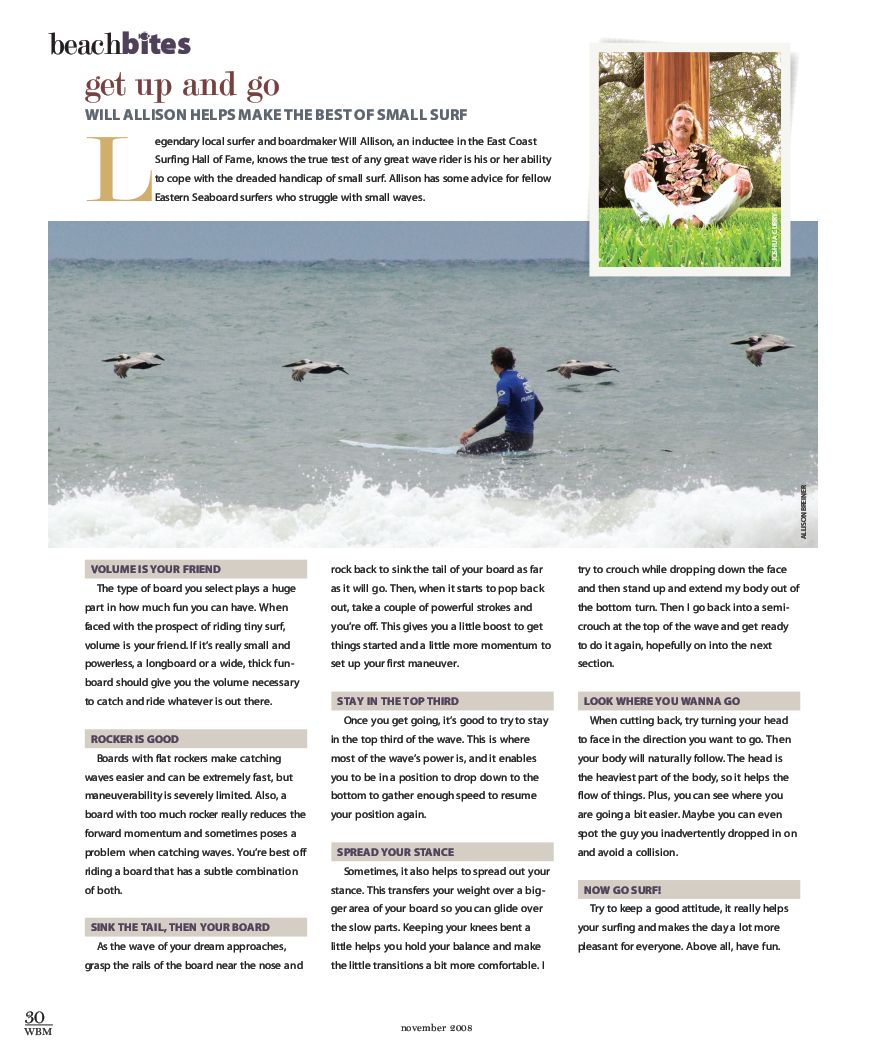 beachbites
get up and go
WILL ALLISON HELPS MAKE THE BEST OF SMALL SURF
Legendary local surfer and boardmaker Will Allison, an inductee in the East Coast
Surfing Hall of Fame, knows the true test of any great wave rider is his or her ability
to cope with the dreaded handicap of small surf. Allison has some advice for fellow
Eastern Seaboard surfers who struggle with small waves.
ALLISON BREINER
VOLUME IS YOUR FRIEND
The type of board you select plays a huge
part in how much fun you can have. When
faced with the prospect of riding tiny surf,
volume is your friend. If it's really small and
powerless, a longboard or a wide, thick fun-
board should give you the volume necessary
to catch and ride whatever is out there.
ROCKER IS GOOD
Boards with flat rockers make catching
waves easier and can be extremely fast, but
maneuverability is severely limited. Also, a
board with too much rocker really reduces the
forward momentum and sometimes poses a
problem when catching waves. You're best off
riding a board that has a subtle combination
of both.
SINK THE TAIL, THEN YOUR BOARD
As the wave of your dream approaches,
grasp the rails of the board near the nose and
rock back to sink the tail of your board as far
as it will go. Then, when it starts to pop back
out, take a couple of powerful strokes and
you're off. This gives you a little boost to get
things started and a little more momentum to
set up your first maneuver.
STAY IN THE TOP THIRD
Once you get going, it's good to try to stay
in the top third of the wave. This is where
most of the wave's power is, and it enables
you to be in a position to drop down to the
bottom to gather enough speed to resume
your position again.
SPREAD YOUR STANCE
Sometimes, it also helps to spread out your
stance. This transfers your weight over a big-
ger area of your board so you can glide over
the slow parts. Keeping your knees bent a
little helps you hold your balance and make
the little transitions a bit more comfortable. I
try to crouch while dropping down the face
and then stand up and extend my body out of
the bottom turn. Then I go back into a semi-
crouch at the top of the wave and get ready
to do it again, hopefully on into the next
section.
LOOK WHERE YOU WANNA GO
When cutting back, try turning your head
to face in the direction you want to go. Then
your body will naturally follow. The head is
the heaviest part of the body, so it helps the
flow of things. Plus, you can see where you
are going a bit easier. Maybe you can even
spot the guy you inadvertently dropped in on
and avoid a collision.
NOW GO SURF!
Try to keep a good attitude, it really helps
your surfing and makes the day a lot more
pleasant for everyone. Above all, have fun.
30
WBM
november 2008